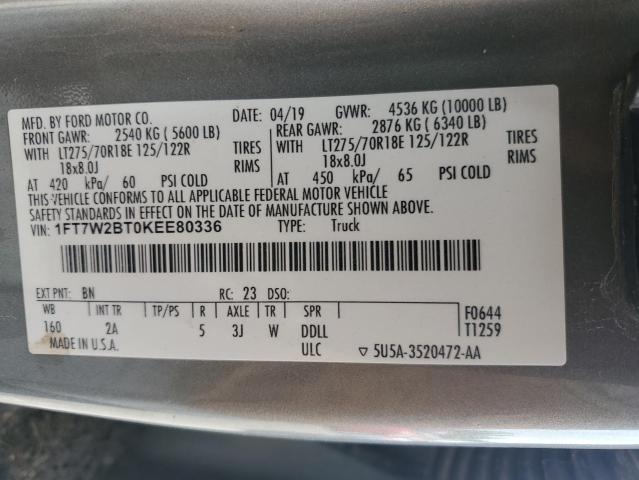 MFD. BY FORD MOTOR CO. 04/19 GVWR: 4536 KG (10000 LB)
FRONT GAWR: 2540 KG ( 5600 LB) REAR GAWR: 2876 KG ( 6340 LB)
WITH LT275/70R18E 125/122R TIRES WITH LT275/70R18E 125/122R TIRES
18x8.0J RIMS 18x8.0J RIMS
AT 420 kPa/ 60 PSI COLD AT 450 kPa/ 65 PSI COLD
THIS VEHICLE CONFORMS TO ALL APPLICABLE FEDERAL MOTOR VEHICLE
SAFETY STANDARDS IN EFFECT ON THE DATE OF MANUFACTURE SHOWN ABOVE.
VIN: 1FT7W2BT0KEE80336 TYPE: Truck
EXT PNT: BN RC: 23 DSO:
WB INT TR TP/PS R AXLE TR SPR F0644
160 2A 5 3J W DDLL T1259
MADE IN U.S.A. ULC ▽ 5U5A-3520472-AA